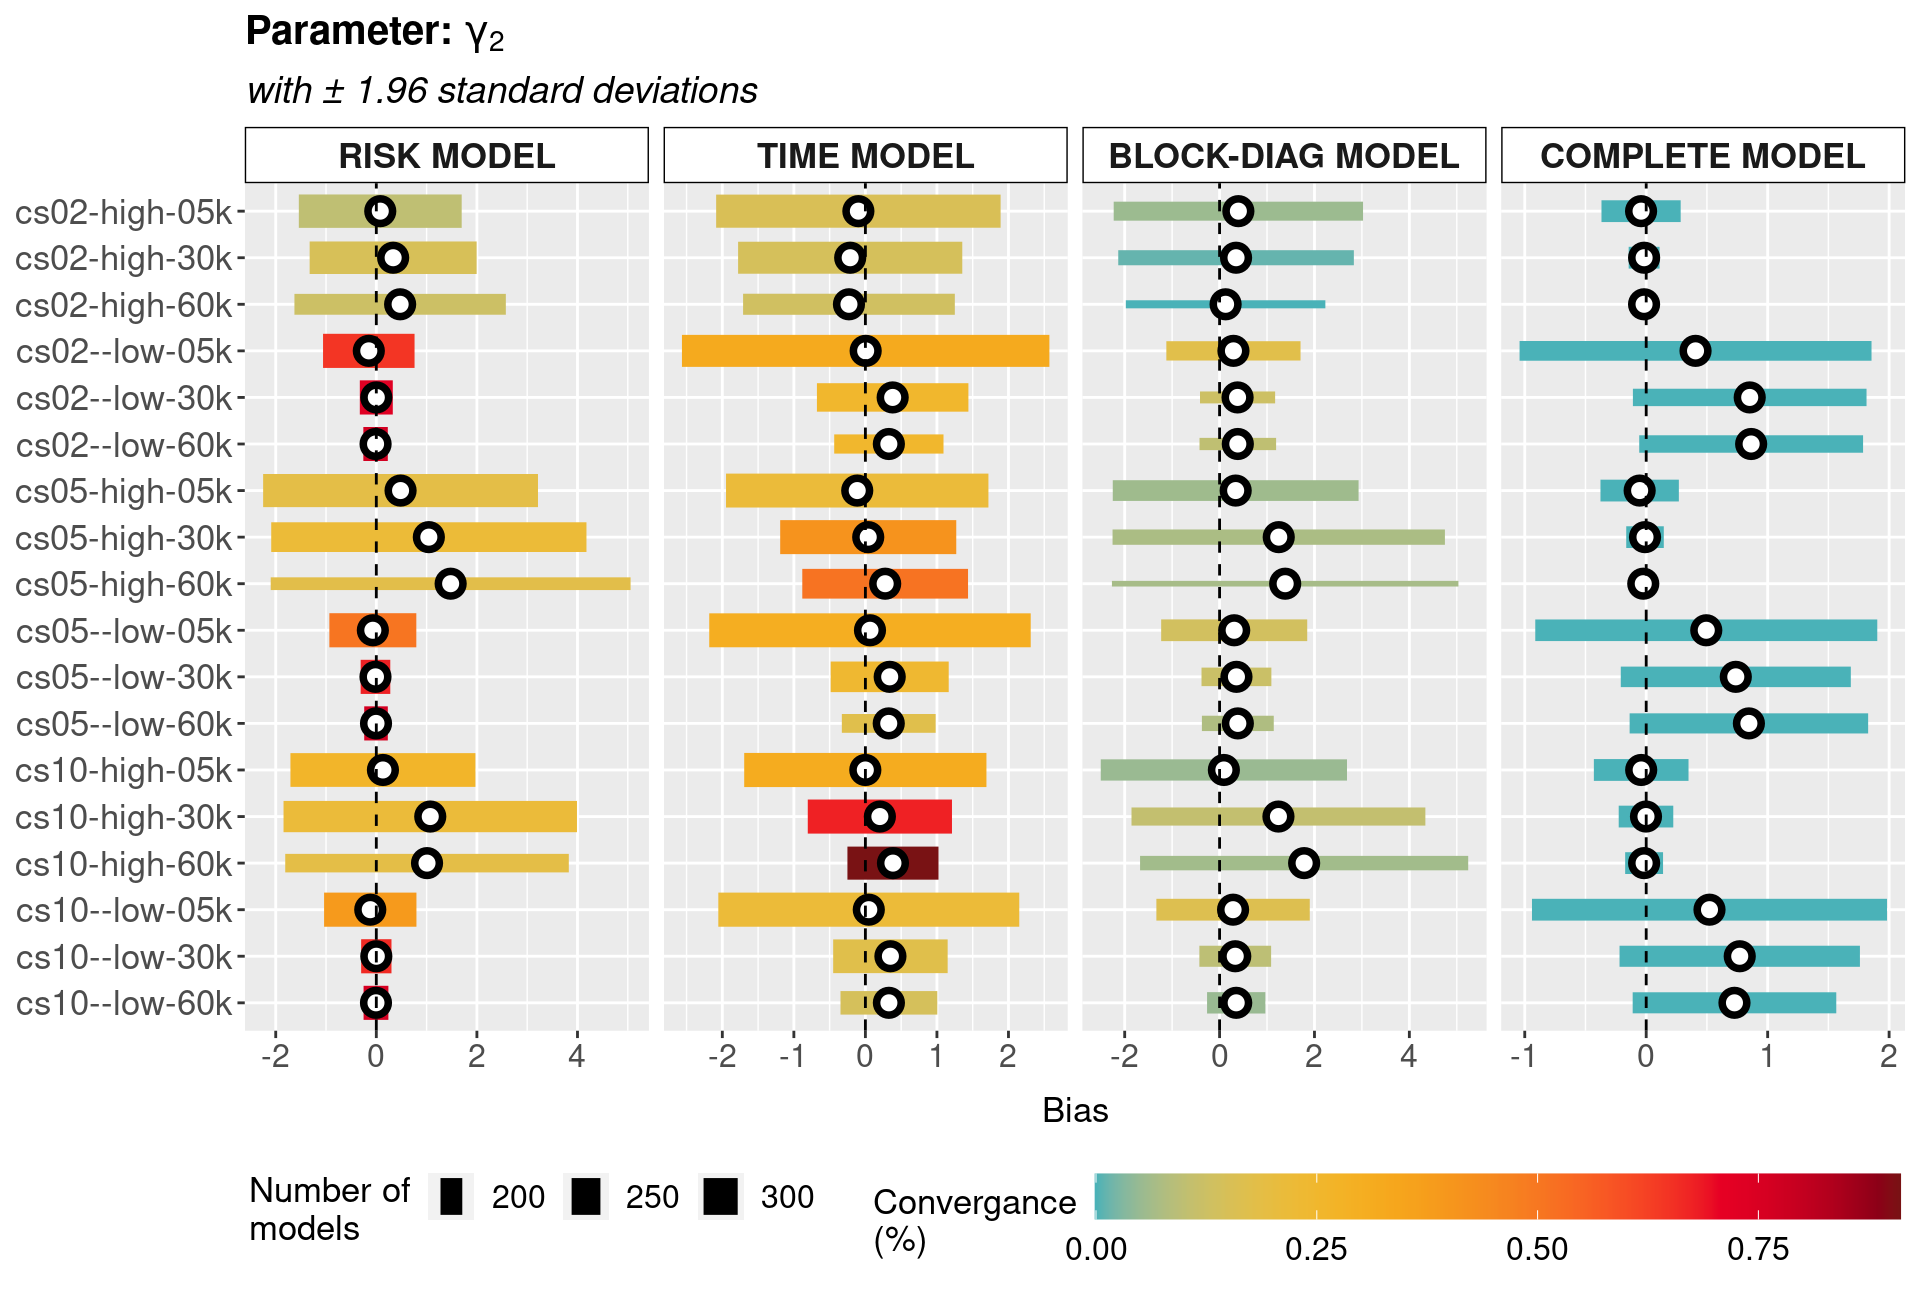 Parameter: γ₂
with ± 1.96 standard deviations
RISK MODEL TIME MODEL BLOCK-DIAG MODEL COMPLETE MODEL
cs02-high-05k
cs02-high-30k
cs02-high-60k
cs02--low-05k
cs02--low-30k
cs02--low-60k
cs05-high-05k
cs05-high-30k
cs05-high-60k
cs05--low-05k
cs05--low-30k
cs05--low-60k
cs10-high-05k
cs10-high-30k
cs10-high-60k
cs10--low-05k
cs10--low-30k
cs10--low-60k
-2 0 2 4 -2 -1 0 1 2 -2 0 2 4 -1 0 1 2
Bias
Number of
models
200 250 300
Convergance
(%)
0.00 0.25 0.50 0.75